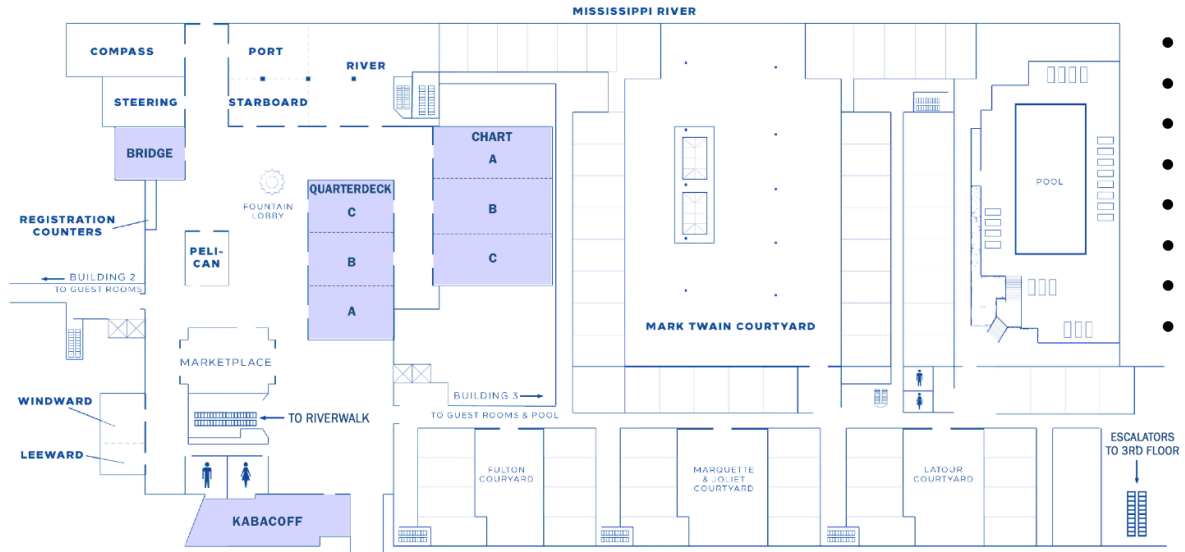 MISSISSIPPI RIVER
COMPASS
PORT
RIVER
STEERING
STARBOARD
BRIDGE
CHART
A
B
C
QUARTERDECK
C
B
A
FOUNTAIN
LOBBY
REGISTRATION
COUNTERS
PELI-
CAN
POOL
BUILDING 2
TO GUEST ROOMS
MARK TWAIN COURTYARD
MARKETPLACE
WINDWARD
LEEWARD
TO RIVERWALK
BUILDING 3
TO GUEST ROOMS & POOL
FULTON
COURYARD
MARQUETTE
& JOLIET
COURTYARD
LATOUR
COURTYARD
ESCALATORS
TO 3RD FLOOR
KABACOFF